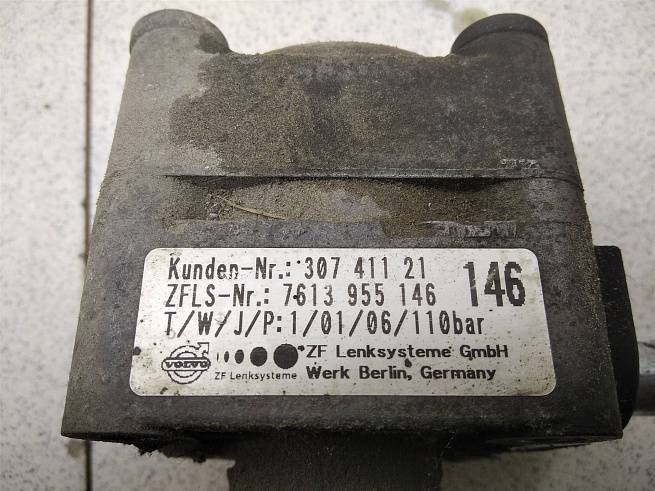 Kunden-Nr.: 307 411 21
146
ZFLS-Nr.: 7613 955 146
T/W/J/P: 1/01/06/110bar
VOLVO
ZF Lenksysteme
ZF Lenksysteme GmbH
Werk Berlin, Germany